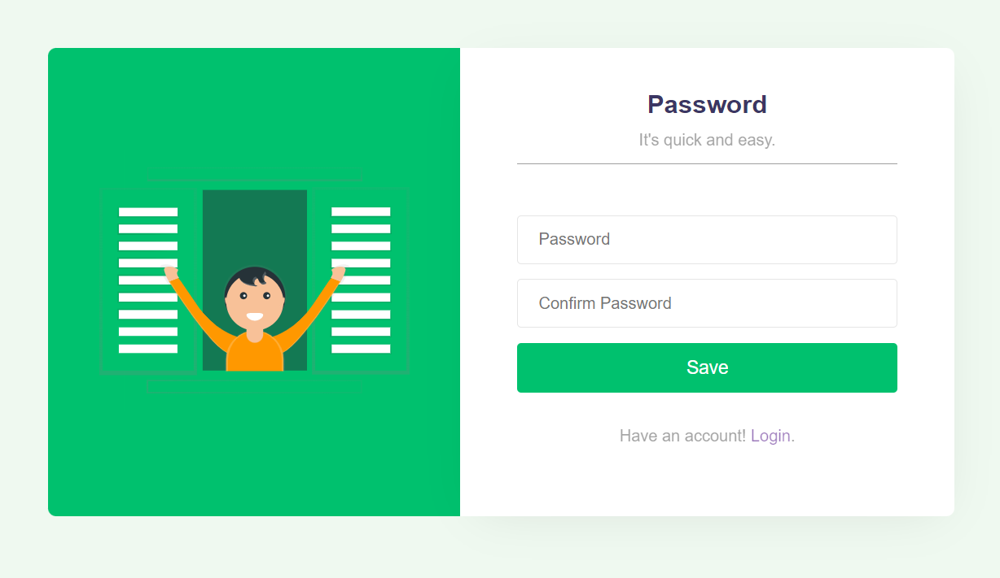 Password
It's quick and easy.
Password
Confirm Password
Save
Have an account! Login.